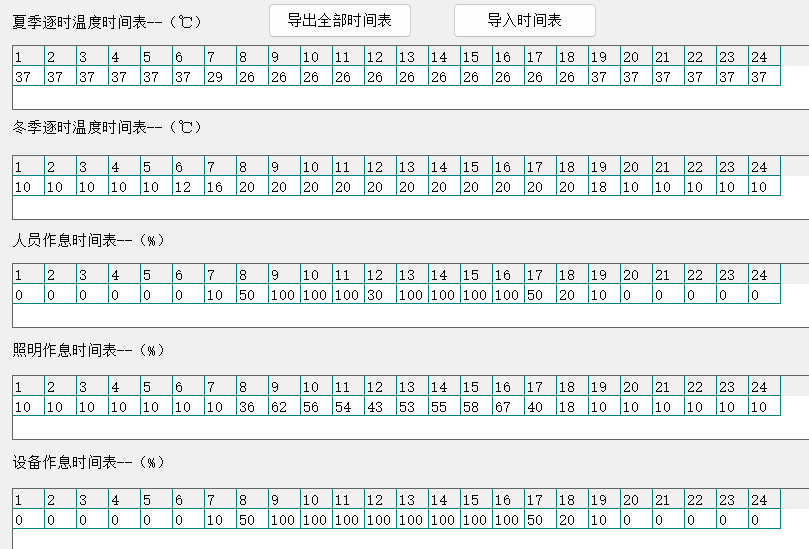 夏季逐时温度时间表--（℃） 导出全部时间表 导入时间表
1 2 3 4 5 6 7 8 9 10 11 12 13 14 15 16 17 18 19 20 21 22 23 24
37 37 37 37 37 37 29 26 26 26 26 26 26 26 26 26 26 26 37 37 37 37 37 37
冬季逐时温度时间表--（℃）
1 2 3 4 5 6 7 8 9 10 11 12 13 14 15 16 17 18 19 20 21 22 23 24
10 10 10 10 10 12 16 20 20 20 20 20 20 20 20 20 20 20 18 10 10 10 10 10
人员作息时间表--（%）
1 2 3 4 5 6 7 8 9 10 11 12 13 14 15 16 17 18 19 20 21 22 23 24
0 0 0 0 0 0 10 50 100 100 100 30 100 100 100 100 50 20 10 0 0 0 0 0
照明作息时间表--（%）
1 2 3 4 5 6 7 8 9 10 11 12 13 14 15 16 17 18 19 20 21 22 23 24
10 10 10 10 10 10 10 36 62 56 54 43 53 55 58 67 40 18 10 10 10 10 10 10
设备作息时间表--（%）
1 2 3 4 5 6 7 8 9 10 11 12 13 14 15 16 17 18 19 20 21 22 23 24
0 0 0 0 0 0 10 50 100 100 100 100 100 100 100 100 50 20 10 0 0 0 0 0